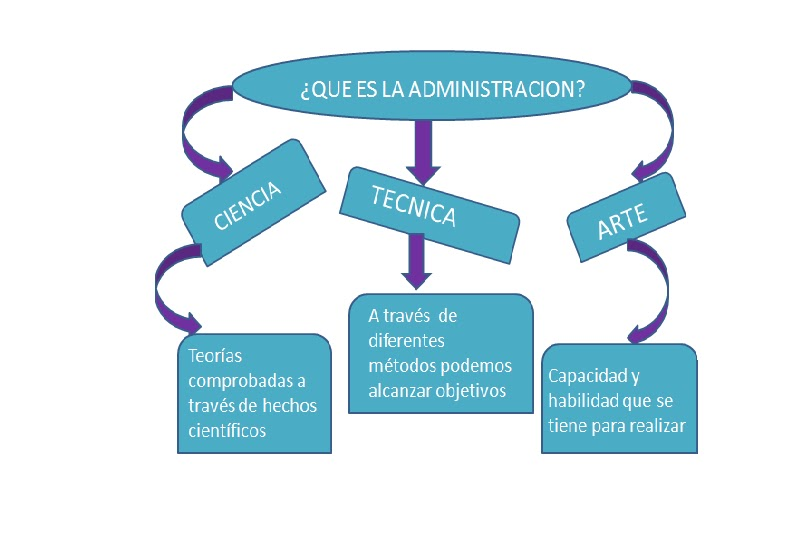 ¿QUE ES LA ADMINISTRACION?
CIENCIA
TECNICA
ARTE
Teorías
comprobadas a
través de hechos
científicos
A través de
diferentes
métodos podemos
alcanzar objetivos
Capacidad y
habilidad que se
tiene para realizar